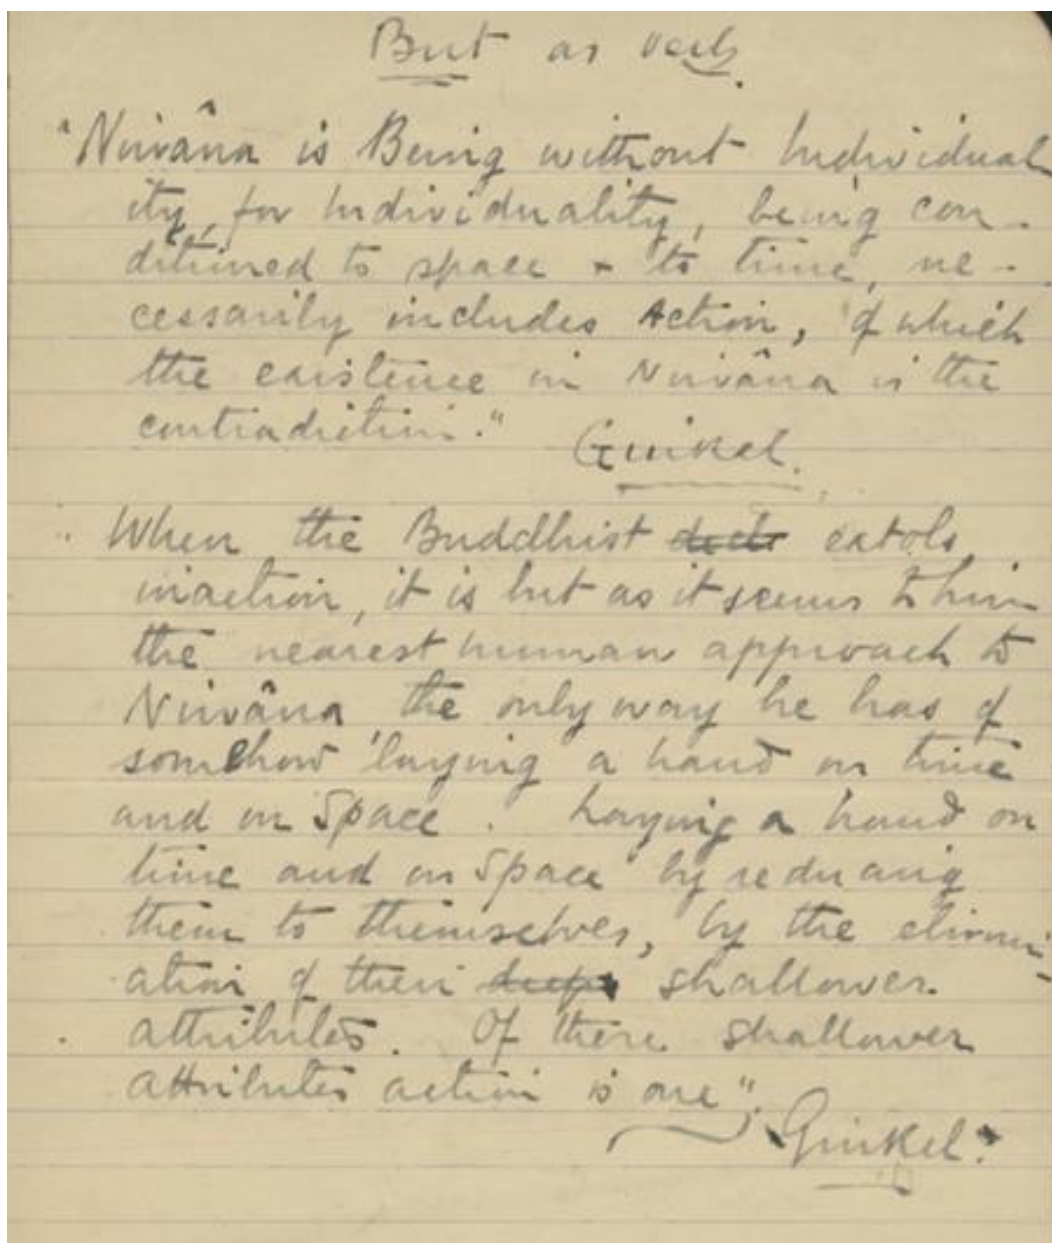 But as verb.
"Nirvâna is Being without Individual
ity, for Individuality, being con-
ditioned to space + to time, ne-
cessarily includes Action, of which
the existence in Nirvâna is the
contradiction."
Ginkel.
When the Buddhist extols
inaction, it is but as it seems to him
the nearest human approach to
Nirvâna, the only way he has of
somehow 'laying a hand on time
and on Space. Laying a hand on
time and on Space by reducing
them to themselves, by the elimin-
ation of their deeper shallower
attributes. Of these shallower
attributes action is one".
Ginkel.